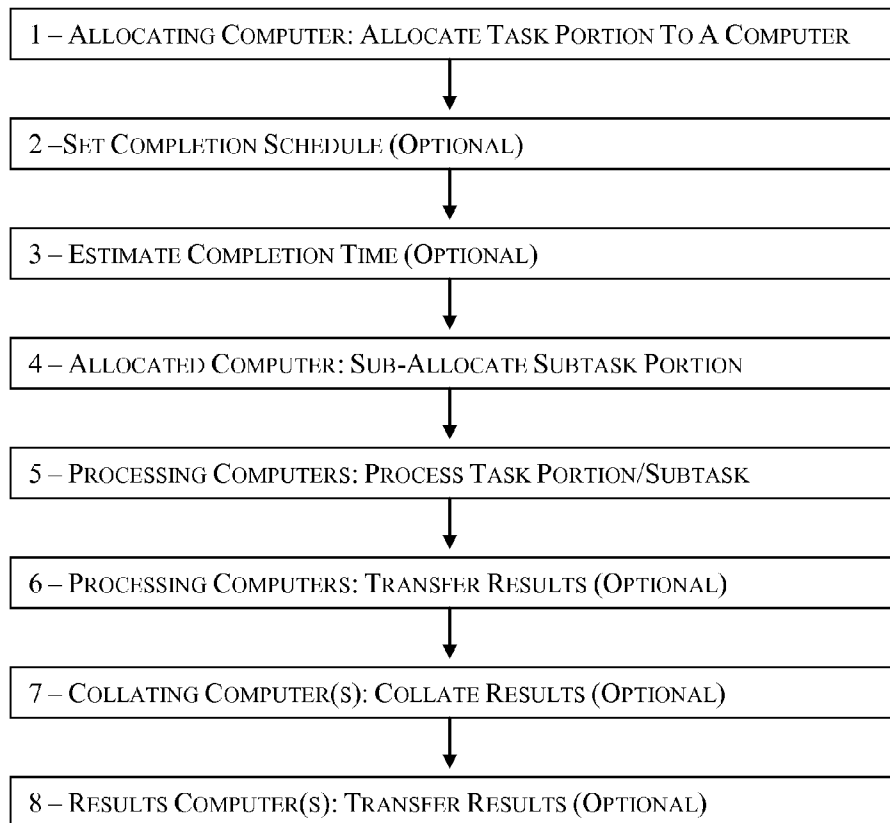 1 – ALLOCATING COMPUTER: ALLOCATE TASK PORTION TO A COMPUTER
2 –SET COMPLETION SCHEDULE (OPTIONAL)
3 – ESTIMATE COMPLETION TIME (OPTIONAL)
4 – ALLOCATED COMPUTER: SUB-ALLOCATE SUBTASK PORTION
5 – PROCESSING COMPUTERS: PROCESS TASK PORTION/SUBTASK
6 – PROCESSING COMPUTERS: TRANSFER RESULTS (OPTIONAL)
7 – COLLATING COMPUTER(S): COLLATE RESULTS (OPTIONAL)
8 – RESULTS COMPUTER(S): TRANSFER RESULTS (OPTIONAL)